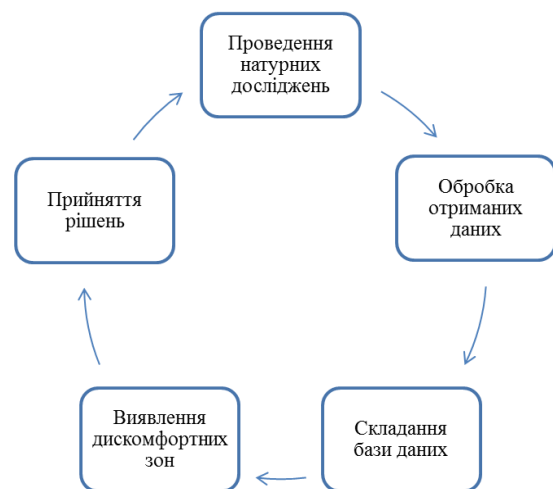 Проведення
натурних
досліджень
Обробка
отриманих
даних
Складання
бази даних
Виявлення
дискомфортних
зон
Прийняття
рішень